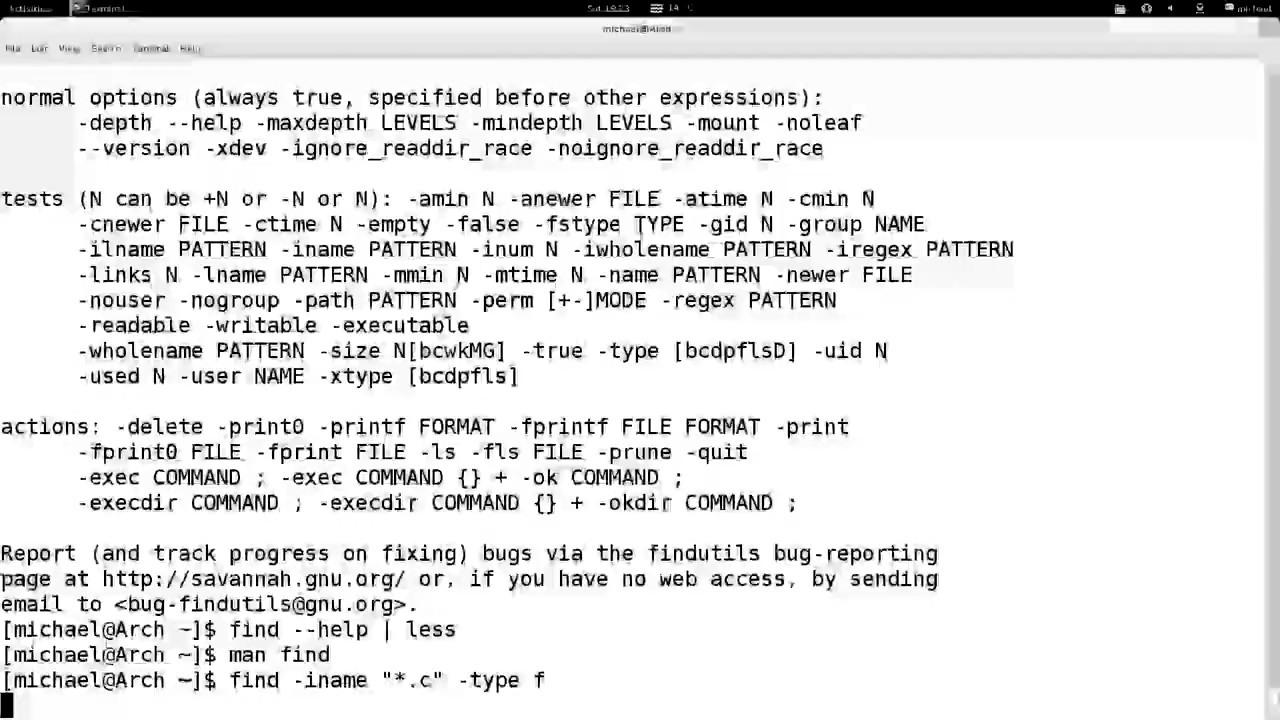 michael@Arch
File Edit View Search Terminal Help
normal options (always true, specified before other expressions):
-depth --help -maxdepth LEVELS -mindepth LEVELS -mount -noleaf
--version -xdev -ignore_readdir_race -noignore_readdir_race
tests (N can be +N or -N or N): -amin N -anewer FILE -atime N -cmin N
-cnewer FILE -ctime N -empty -false -fstype TYPE -gid N -group NAME
-ilname PATTERN -iname PATTERN -inum N -iwholename PATTERN -iregex PATTERN
-links N -lname PATTERN -mmin N -mtime N -name PATTERN -newer FILE
-nouser -nogroup -path PATTERN -perm [+-]MODE -regex PATTERN
-readable -writable -executable
-wholename PATTERN -size N[bcwkMG] -true -type [bcdpflsD] -uid N
-used N -user NAME -xtype [bcdpfls]
actions: -delete -print0 -printf FORMAT -fprintf FILE FORMAT -print
-fprint0 FILE -fprint FILE -ls -fls FILE -prune -quit
-exec COMMAND ; -exec COMMAND {} + -ok COMMAND ;
-execdir COMMAND ; -execdir COMMAND {} + -okdir COMMAND ;
Report (and track progress on fixing) bugs via the findutils bug-reporting
page at http://savannah.gnu.org/ or, if you have no web access, by sending
email to <bug-findutils@gnu.org>.
[michael@Arch ~]$ find --help | less
[michael@Arch ~]$ man find
[michael@Arch ~]$ find -iname "*.c" -type f